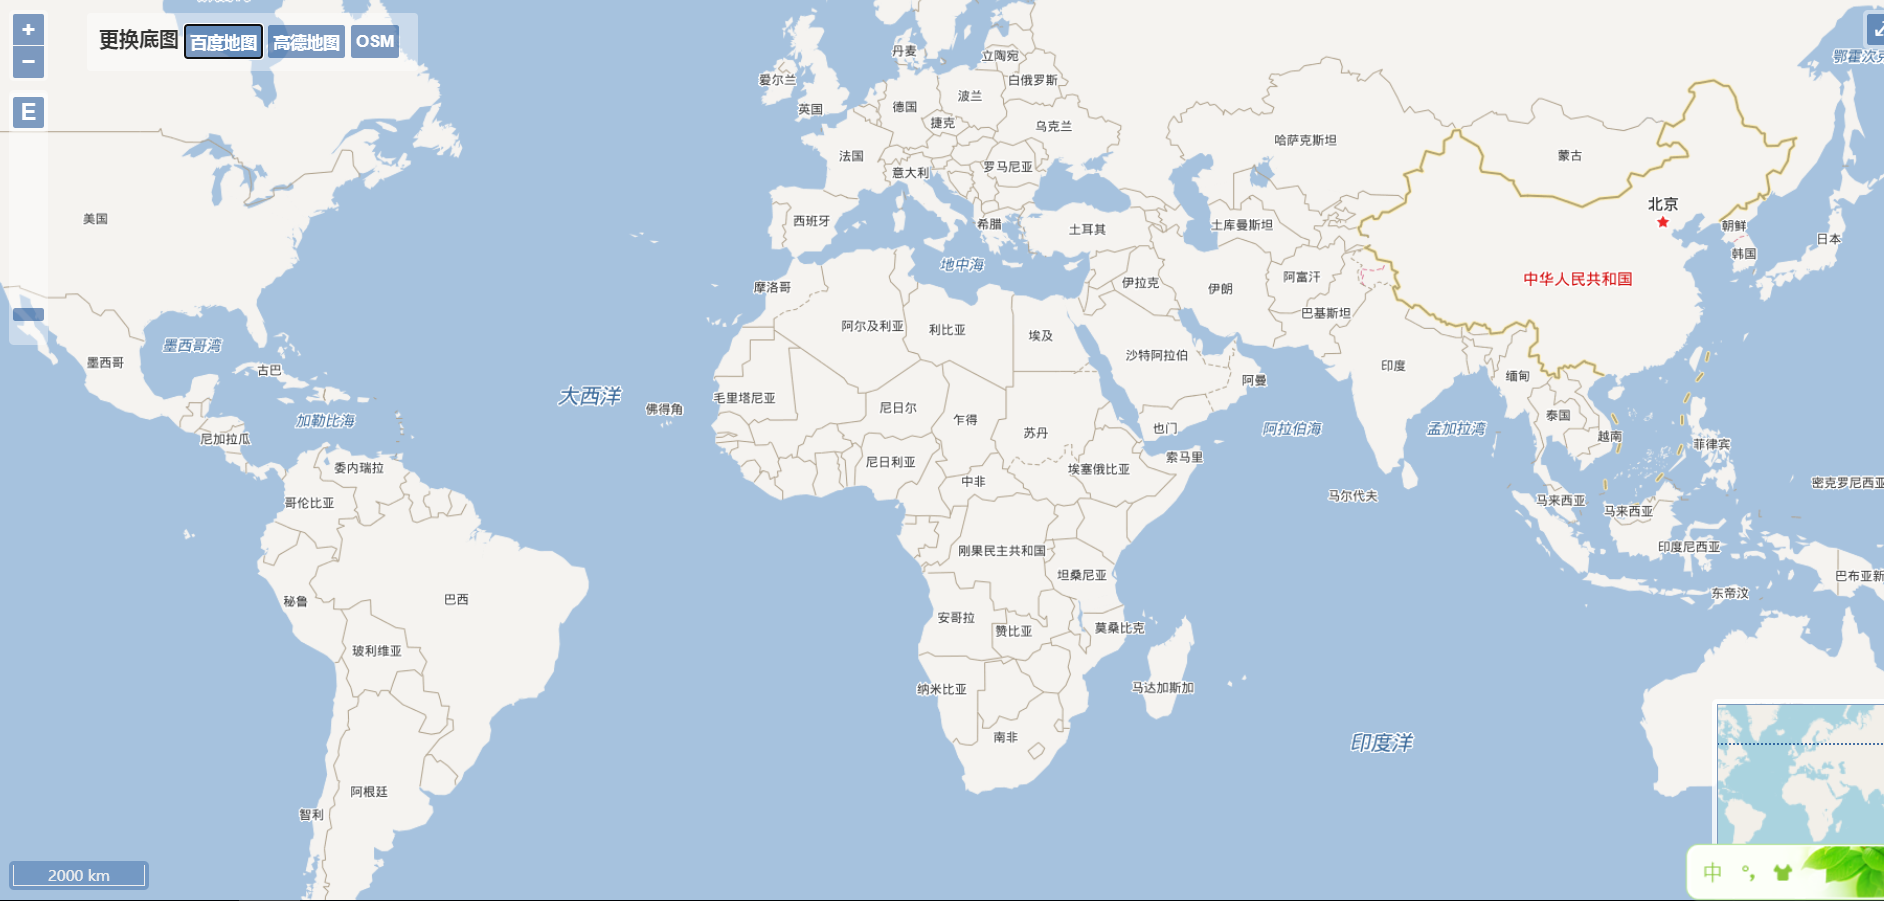 +
−
E
更换底图 百度地图 高德地图 OSM
鄂霍次克
丹麦
立陶宛
爱尔兰
白俄罗斯
英国
德国
波兰
捷克
乌克兰
哈萨克斯坦
法国
蒙古
意大利
罗马尼亚
北京
美国
西班牙
希腊
土耳其
土库曼斯坦
朝鲜
日本
韩国
地中海
阿富汗
中华人民共和国
摩洛哥
伊拉克
伊朗
巴基斯坦
阿尔及利亚
利比亚
埃及
墨西哥湾
沙特阿拉伯
墨西哥
古巴
印度
缅甸
阿曼
大西洋
毛里塔尼亚
佛得角
尼日尔
乍得
泰国
加勒比海
苏丹
也门
阿拉伯海
孟加拉湾
越南
尼加拉瓜
菲律宾
委内瑞拉
尼日利亚
埃塞俄比亚
索马里
中非
密克罗尼西亚
马尔代夫
马来西亚
哥伦比亚
马来西亚
刚果民主共和国
印度尼西亚
坦桑尼亚
巴布亚新
秘鲁
巴西
东帝汶
安哥拉
赞比亚
莫桑比克
玻利维亚
纳米比亚
马达加斯加
南非
印度洋
阿根廷
智利
2000 km
中 °,